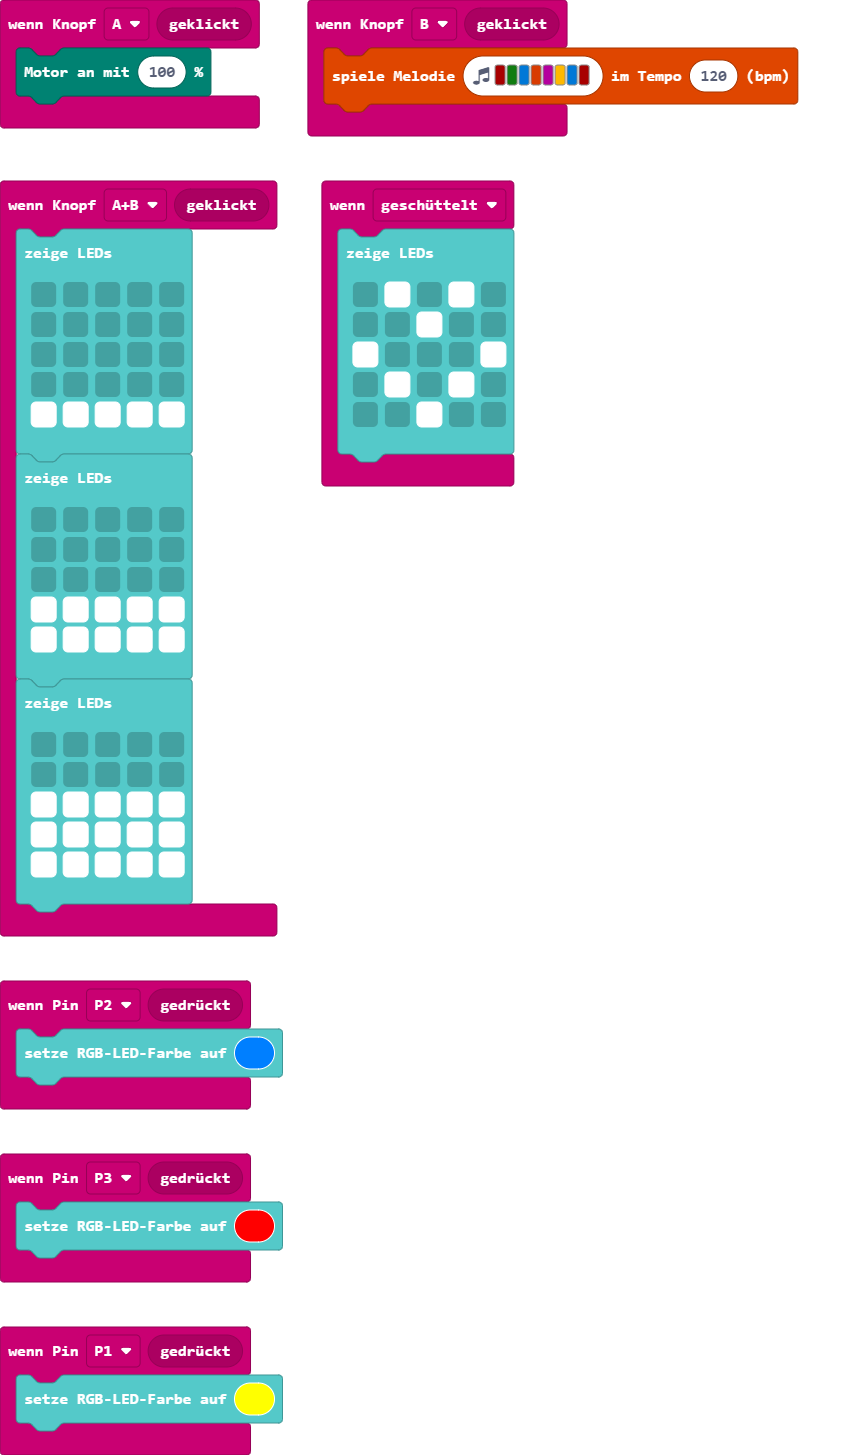 wenn Knopf A geklickt
Motor an mit 100 %
wenn Knopf B geklickt
spiele Melodie im Tempo 120 (bpm)
wenn Knopf A+B geklickt
zeige LEDs
zeige LEDs
zeige LEDs
wenn geschüttelt
zeige LEDs
wenn Pin P2 gedrückt
setze RGB-LED-Farbe auf
wenn Pin P3 gedrückt
setze RGB-LED-Farbe auf
wenn Pin P1 gedrückt
setze RGB-LED-Farbe auf